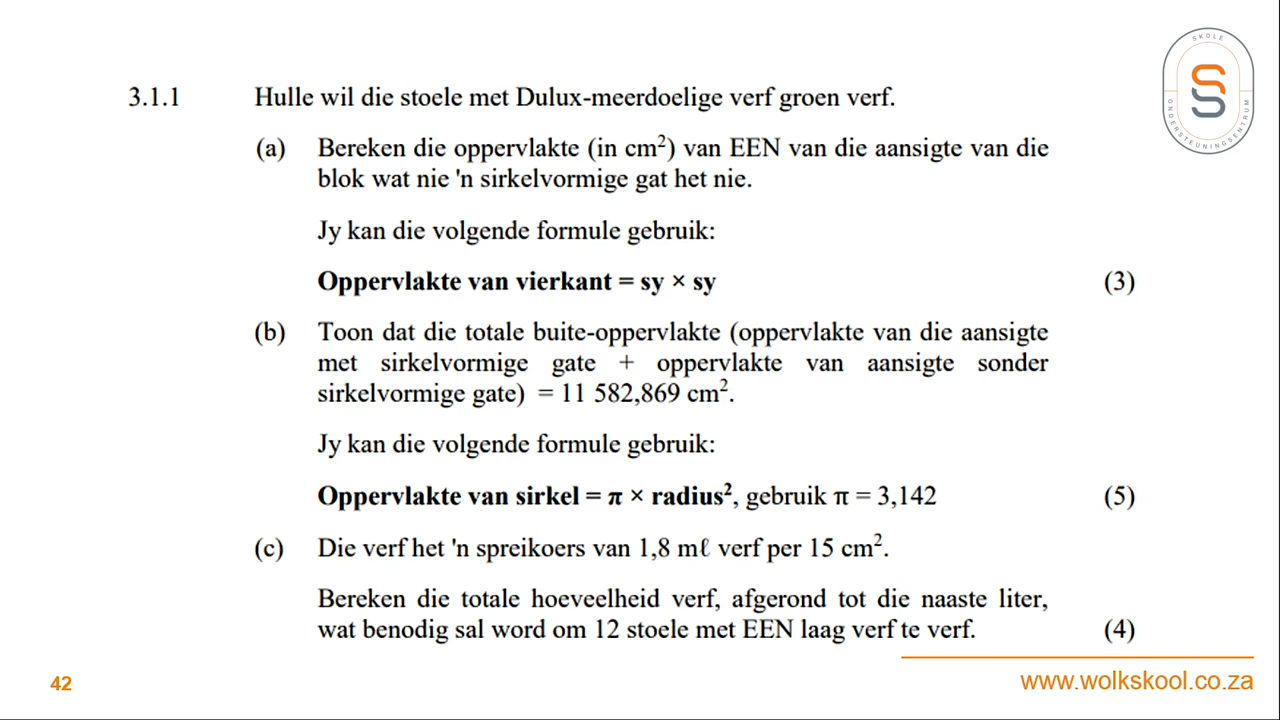 SKOLE
ONDERSTEUNINGSENTRUM
3.1.1 Hulle wil die stoele met Dulux-meerdoelige verf groen verf.
(a) Bereken die oppervlakte (in cm²) van EEN van die aansigte van die
blok wat nie 'n sirkelvormige gat het nie.
Jy kan die volgende formule gebruik:
Oppervlakte van vierkant = sy × sy (3)
(b) Toon dat die totale buite-oppervlakte (oppervlakte van die aansigte
met sirkelvormige gate + oppervlakte van aansigte sonder
sirkelvormige gate) = 11 582,869 cm².
Jy kan die volgende formule gebruik:
Oppervlakte van sirkel = π × radius², gebruik π = 3,142 (5)
(c) Die verf het 'n spreikoers van 1,8 mℓ verf per 15 cm².
Bereken die totale hoeveelheid verf, afgerond tot die naaste liter,
wat benodig sal word om 12 stoele met EEN laag verf te verf. (4)
42
www.wolkskool.co.za